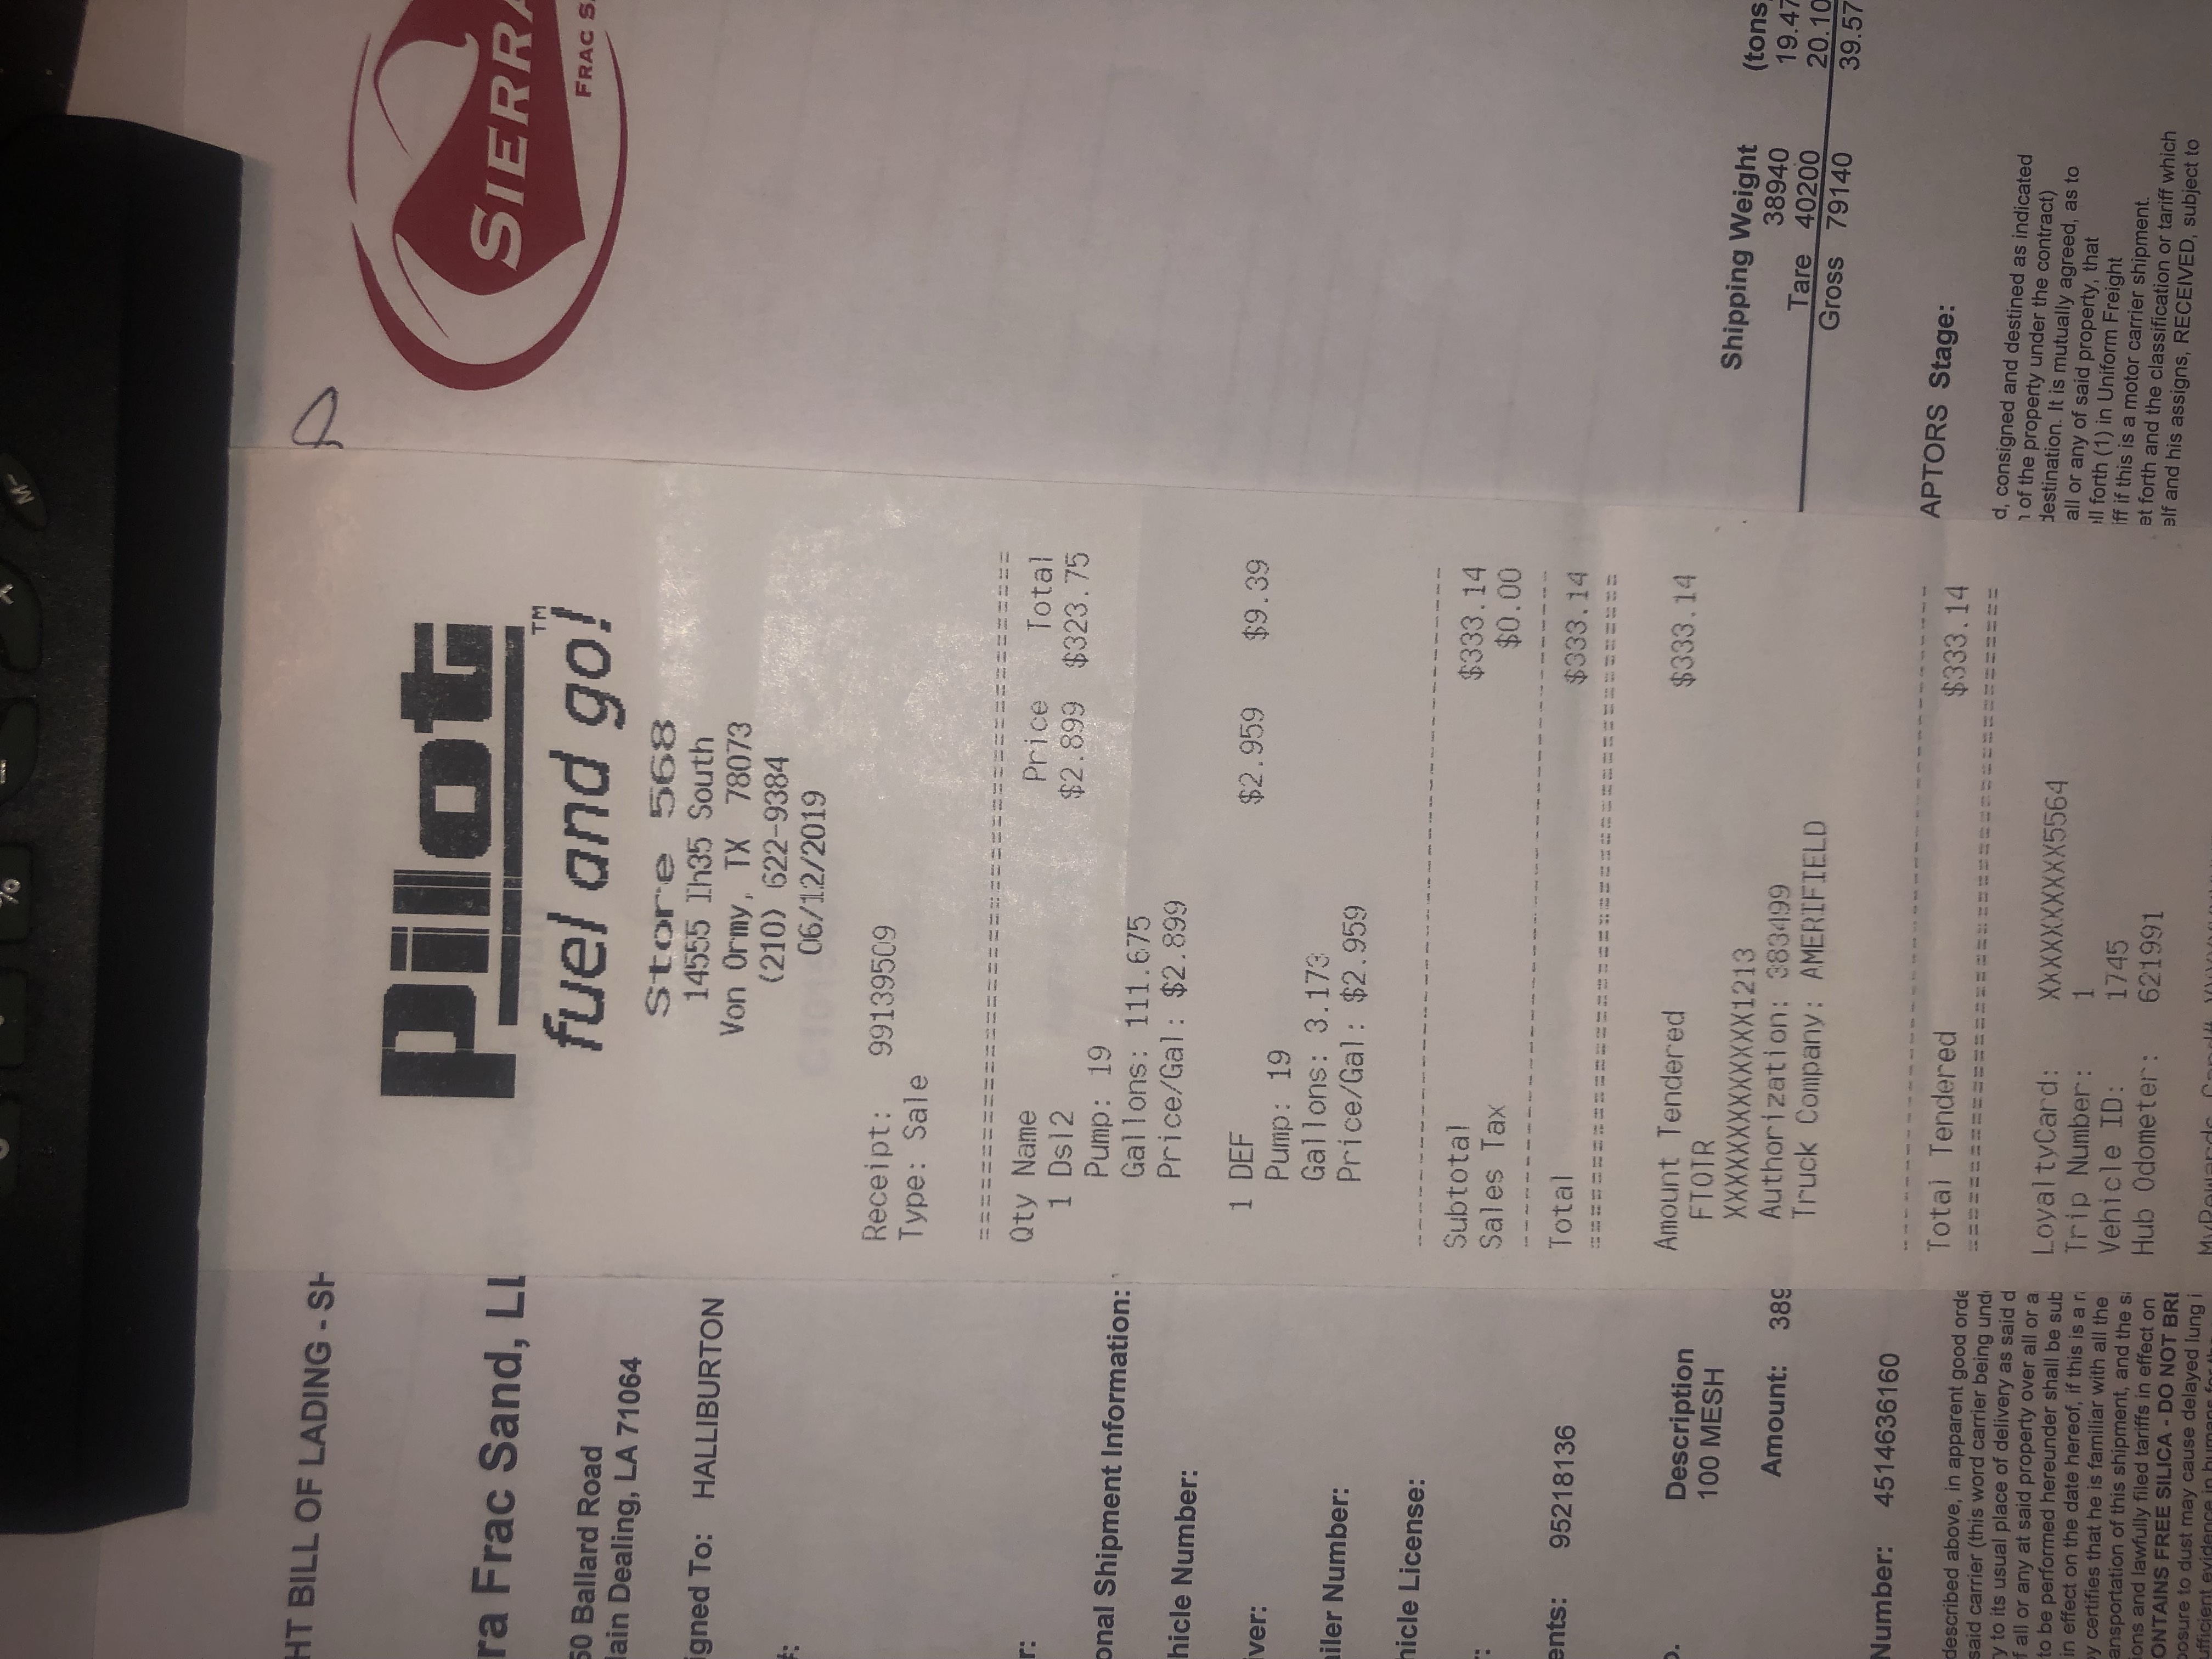 %
M-
HT BILL OF LADING - SH
ra Frac Sand, LL
50 Ballard Road
lain Dealing, LA 71064
igned To: HALLIBURTON
#:
r:
onal Shipment Information:
hicle Number:
iver:
ailer Number:
hicle License:
r:
ents: 95218136
o.
Description
100 MESH
Amount: 389
Number: 4514636160
described above, in apparent good orde
said carrier (this word carrier being und
y to its usual place of delivery as said d
f all or any at said property over all or a
to be performed hereunder shall be sub
in effect on the date hereof, if this is a r
y certifies that he is familiar with all the
ansportation of this shipment, and the s
ions and lawfully filed tariffs in effect on
ONTAINS FREE SILICA - DO NOT BRE
posure to dust may cause delayed lung i
ufficient evidence in humans for the
Pilot
TM
fuel and go!
Store 568
14555 Ih35 South
Von Ormy, TX 78073
(210) 622-9384
06/12/2019
Receipt: 99139509
Type: Sale
Qty Name Price Total
1 Dsl2 $2.899 $323.75
Pump: 19
Gallons: 111.675
Price/Gal: $2.899
1 DEF $2.959 $9.39
Pump: 19
Gallons: 3.173
Price/Gal: $2.959
Subtotal $333.14
Sales Tax $0.00
Total $333.14
Amount Tendered $333.14
FTOTR
XXXXXXXXXXXXX1213
Authorization: 383499
Truck Company: AMERIFIELD
Total Tendered $333.14
LoyaltyCard: XXXXXXXXXX5564
Trip Number: 1
Vehicle ID: 1745
Hub Odometer: 621991
MyRewards Card#
SIERRA
FRAC SA
Shipping Weight (tons
38940 19.47
Tare 40200 20.10
Gross 79140 39.57
APTORS Stage:
d, consigned and destined as indicated
n of the property under the contract)
destination. It is mutually agreed, as to
all or any of said property, that
ll forth (1) in Uniform Freight
iff if this is a motor carrier shipment.
et forth and the classification or tariff which
elf and his assigns, RECEIVED, subject to